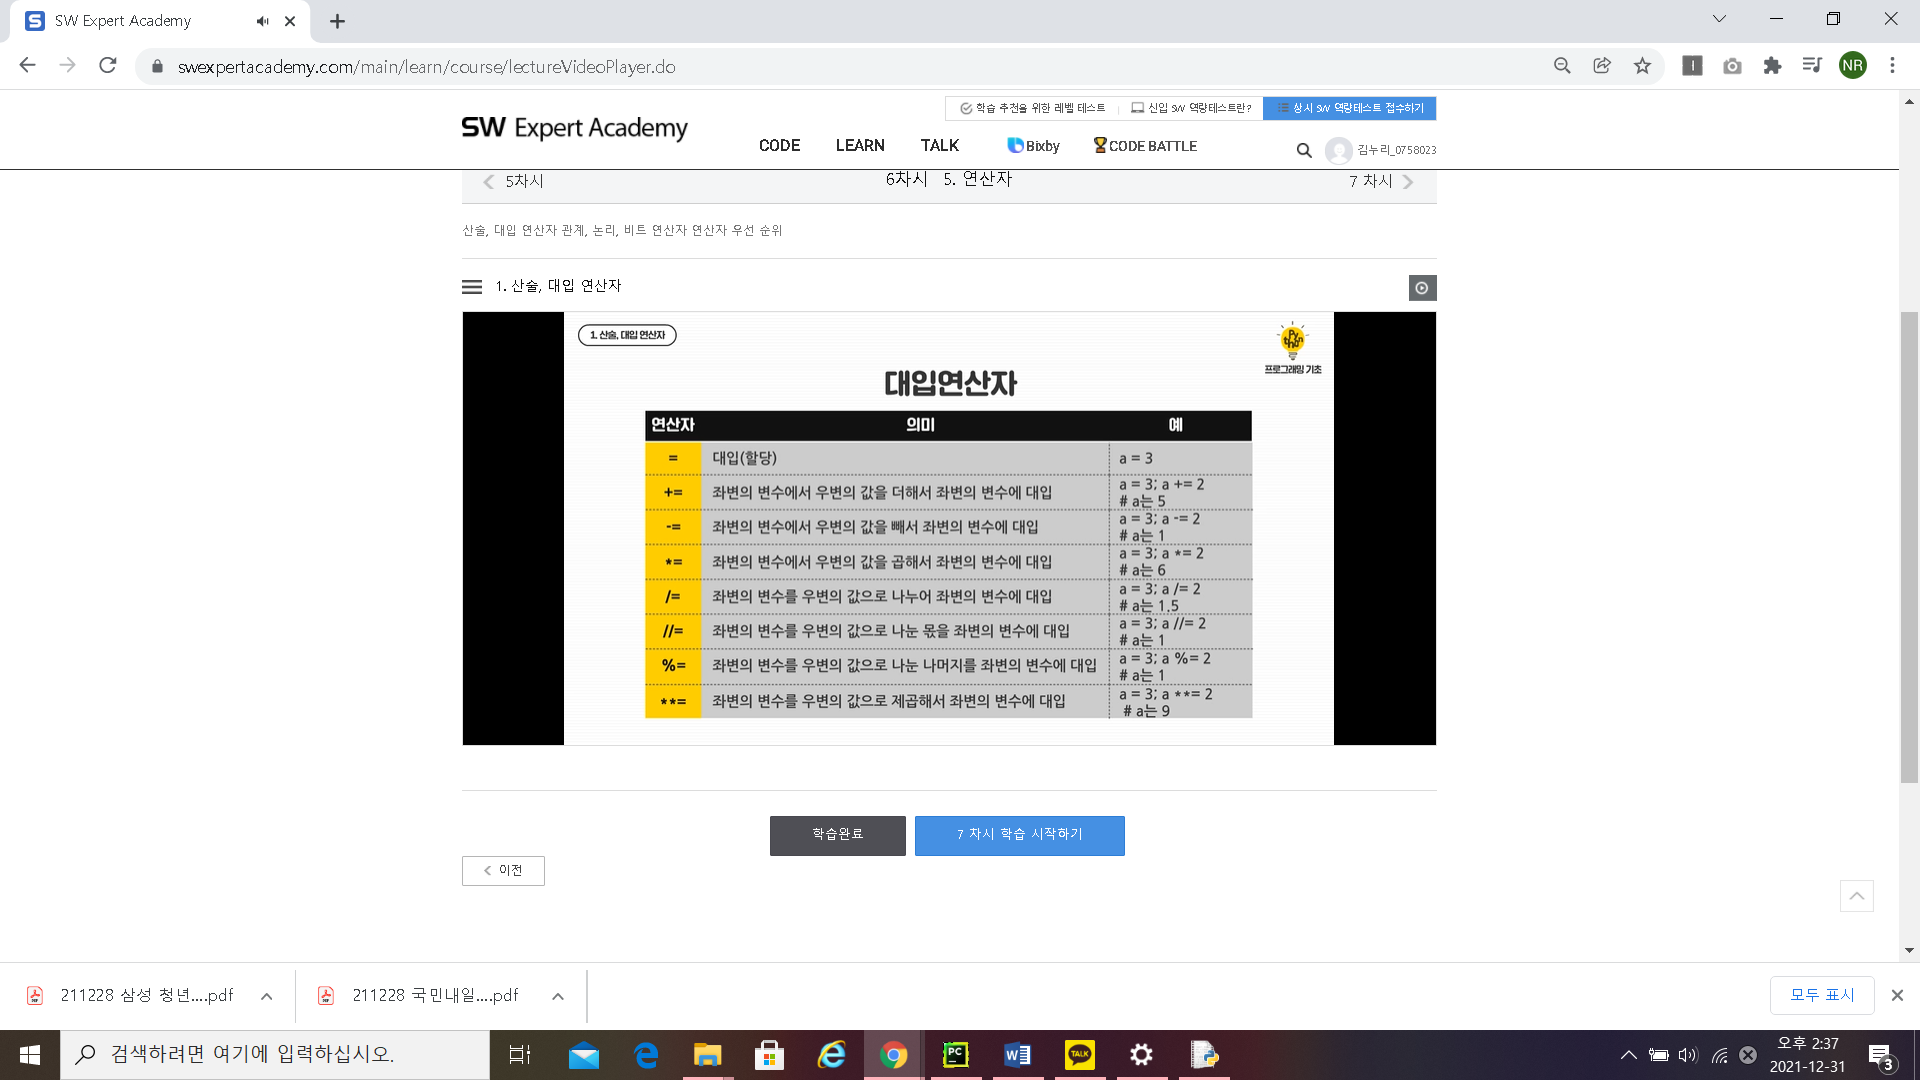 SW Expert Academy
swexpertacademy.com/main/learn/course/lectureVideoPlayer.do
NR
학습 추천을 위한 레벨 테스트
신입 SW 역량테스트란?
상시 SW 역량테스트 접수하기
SW Expert Academy
CODE
LEARN
TALK
Bixby
CODE BATTLE
김누리_0758023
5차시
6차시 5. 연산자
7 차시
산술, 대입 연산자 관계, 논리, 비트 연산자 연산자 우선 순위
1. 산술, 대입 연산자
1. 산술, 대입 연산자
Python
프로그래밍 기초
대입연산자
연산자 의미 예
= 대입(할당) a = 3
+= 좌변의 변수에서 우변의 값을 더해서 좌변의 변수에 대입 a = 3; a += 2
# a는 5
-= 좌변의 변수에서 우변의 값을 빼서 좌변의 변수에 대입 a = 3; a -= 2
# a는 1
*= 좌변의 변수에서 우변의 값을 곱해서 좌변의 변수에 대입 a = 3; a *= 2
# a는 6
/= 좌변의 변수를 우변의 값으로 나누어 좌변의 변수에 대입 a = 3; a /= 2
# a는 1.5
//= 좌변의 변수를 우변의 값으로 나눈 몫을 좌변의 변수에 대입 a = 3; a //= 2
# a는 1
%= 좌변의 변수를 우변의 값으로 나눈 나머지를 좌변의 변수에 대입 a = 3; a %= 2
# a는 1
**= 좌변의 변수를 우변의 값으로 제곱해서 좌변의 변수에 대입 a = 3; a **= 2
# a는 9
학습완료
7 차시 학습 시작하기
이전
211228 삼성 청년....pdf
211228 국민내일....pdf
모두 표시
검색하려면 여기에 입력하십시오.
PC
W
TALK
오후 2:37
2021-12-31
3